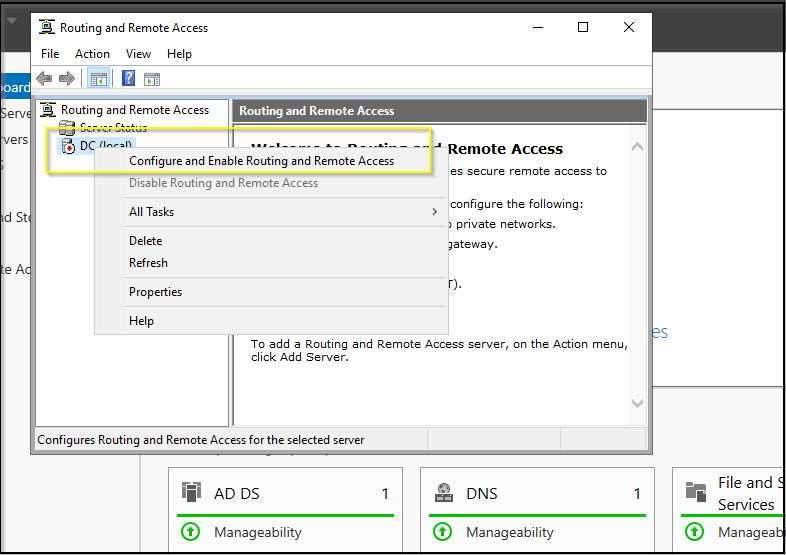 Routing and Remote Access
File Action View Help
Routing and Remote Access
Server Status
DC (local)
Configure and Enable Routing and Remote Access
Disable Routing and Remote Access
All Tasks
Delete
Refresh
Properties
Help
Routing and Remote Access
Welcome to Routing and Remote Access
secure remote access to
configure the following:
private networks.
gateway.
T).
To add a Routing and Remote Access server, on the Action menu,
click Add Server.
Configures Routing and Remote Access for the selected server
AD DS 1
Manageability
DNS 1
Manageability
File and S
Services
Manageabi